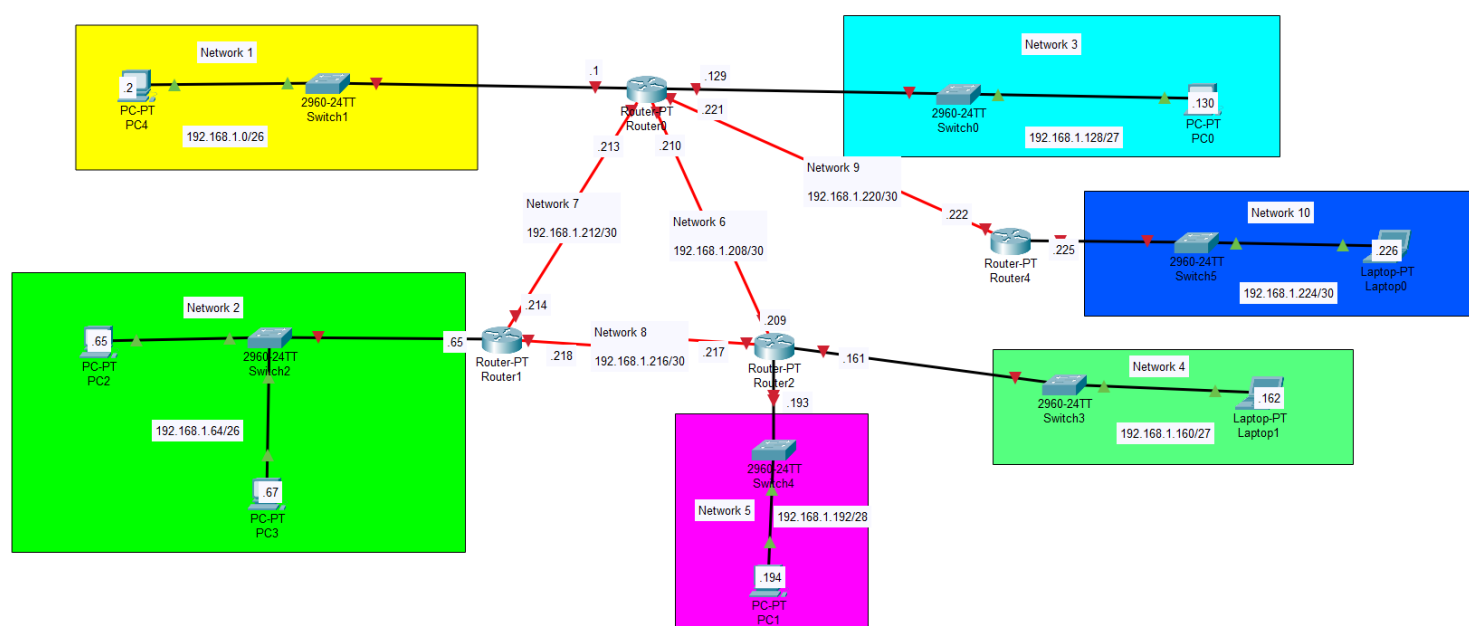 Network 1
.2
PC-PT
PC4
2960-24TT
Switch1
192.168.1.0/26
.1
.129
Router-PT
Router0
.221
.213
.210
Network 3
2960-24TT
Switch0
.130
PC-PT
PC0
192.168.1.128/27
Network 9
192.168.1.220/30
.222
Router-PT
Router4
.225
Network 10
2960-24TT
Switch5
.226
Laptop-PT
Laptop0
192.168.1.224/30
Network 7
192.168.1.212/30
Network 6
192.168.1.208/30
.214
.209
Network 2
.65
PC-PT
PC2
2960-24TT
Switch2
.65
192.168.1.64/26
.67
PC-PT
PC3
Router-PT
Router1
.218
Network 8
192.168.1.216/30
.217
Router-PT
Router2
.161
.193
Network 4
2960-24TT
Switch3
.162
Laptop-PT
Laptop1
192.168.1.160/27
2960-24TT
Switch4
Network 5
192.168.1.192/28
.194
PC-PT
PC1